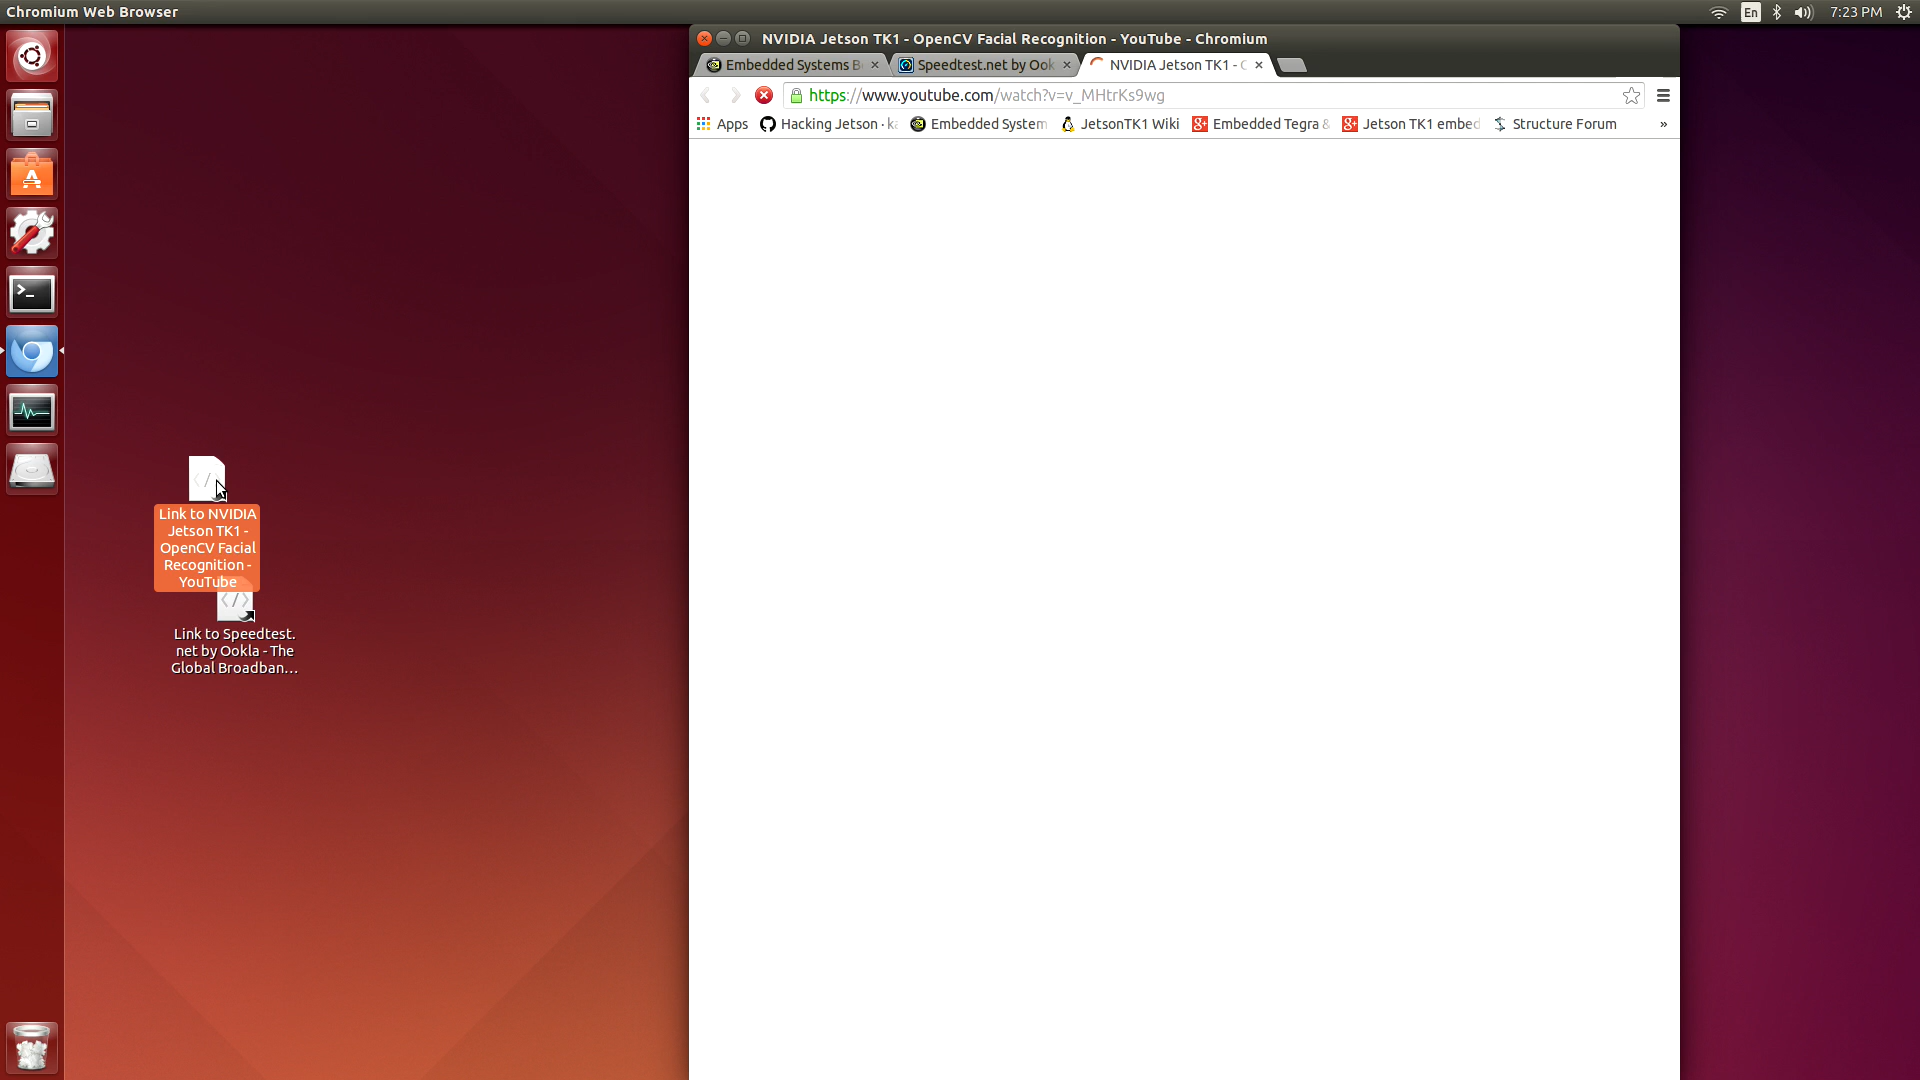 Chromium Web Browser
En
7:23 PM
NVIDIA Jetson TK1 - OpenCV Facial Recognition - YouTube - Chromium
Embedded Systems B
Speedtest.net by Ook
NVIDIA Jetson TK1 -
https://www.youtube.com/watch?v=v_MHtrKs9wg
Apps
Hacking Jetson ·
Embedded System
JetsonTK1 Wiki
Embedded Tegra &
Jetson TK1 embed
Structure Forum
»
Link to NVIDIA
Jetson TK1 -
OpenCV Facial
Recognition -
YouTube
Link to Speedtest.
net by Ookla - The
Global Broadban...